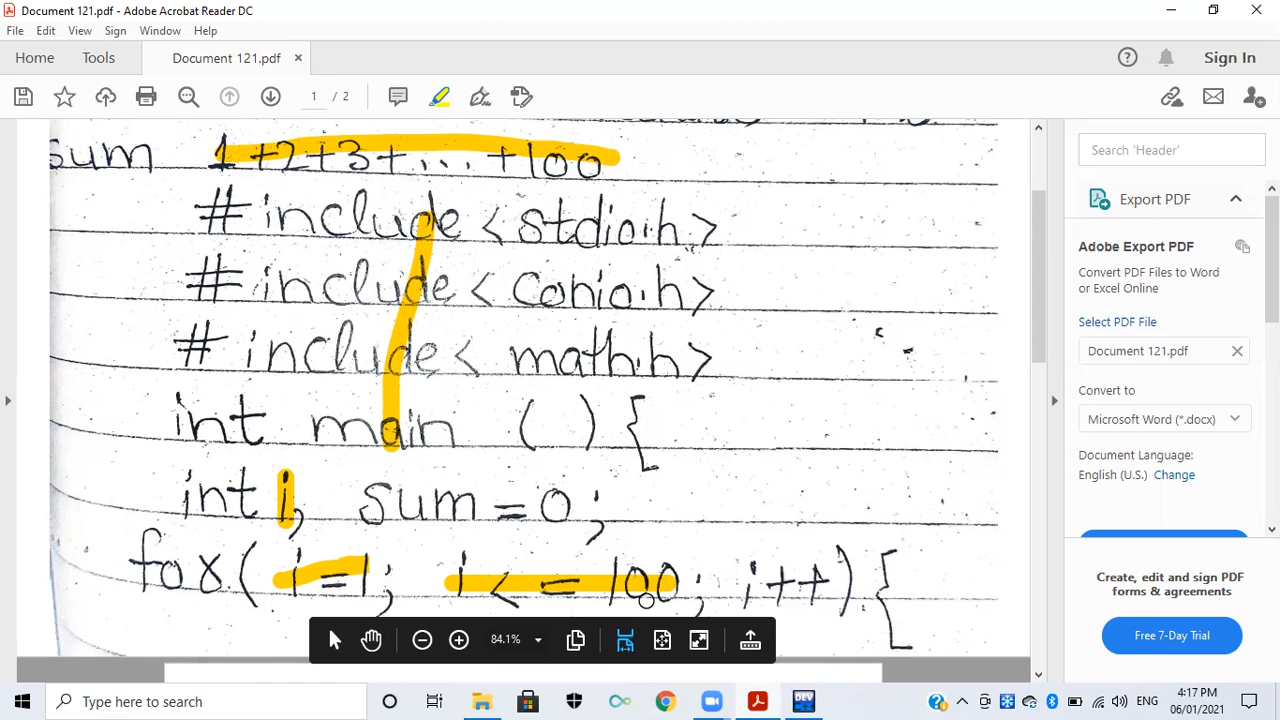 Document 121.pdf - Adobe Acrobat Reader DC
File Edit View Sign Window Help
Home Tools Document 121.pdf Sign In
1 / 2
sum 1+2+3+...+100
#include <stdio.h>
#include <conio.h>
#include <math.h>
int main () {
int i, sum = 0;
for ( i = 1; i <= 100; i++) {
84.1%
Search 'Header'
Export PDF
Adobe Export PDF
Convert PDF Files to Word
or Excel Online
Select PDF File
Document 121.pdf
Convert to
Microsoft Word (*.docx)
Document Language:
English (U.S.) Change
Create, edit and sign PDF
forms & agreements
Free 7-Day Trial
Type here to search
DEV
4:17 PM
06/01/2021